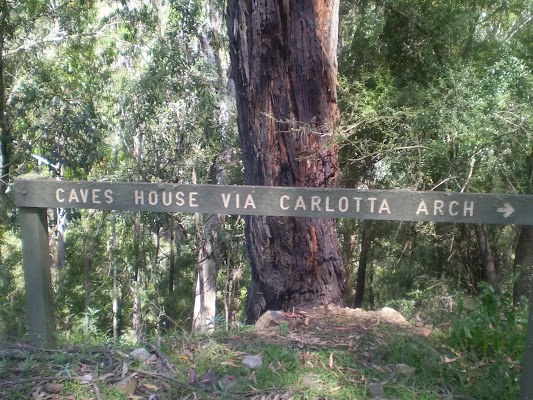 CAVES HOUSE VIA CARLOTTA ARCH →